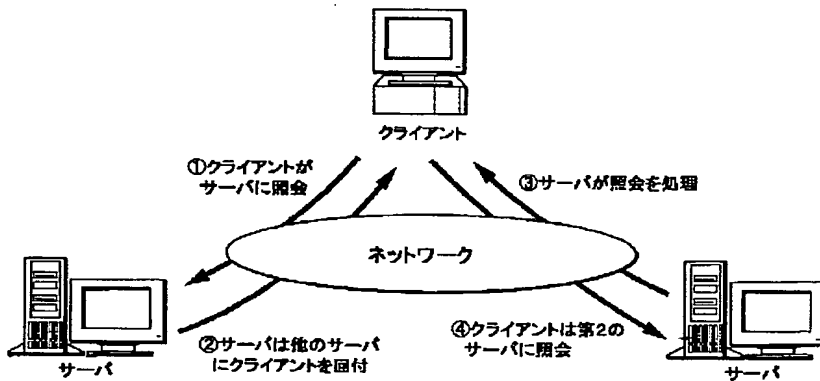 クライアント
①クライアントが
サーバに照会
③サーバが照会を処理
ネットワーク
②サーバは他のサーバ
にクライアントを回付
④クライアントは第2の
サーバに照会
サーバ
サーバ